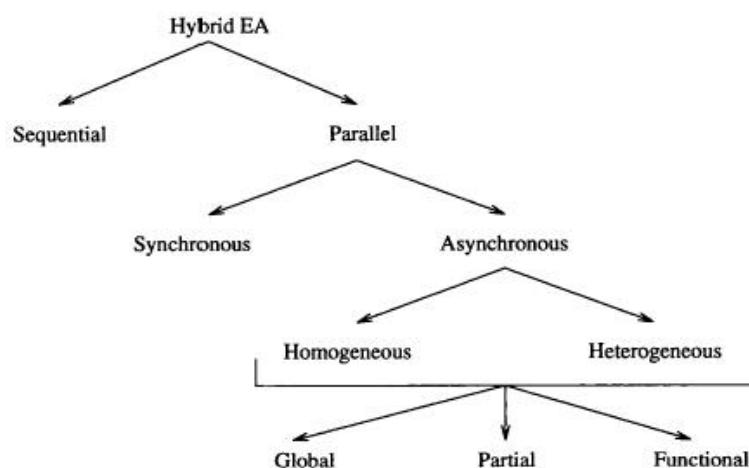 Hybrid EA
Sequential
Parallel
Synchronous
Asynchronous
Homogeneous
Heterogeneous
Global
Partial
Functional